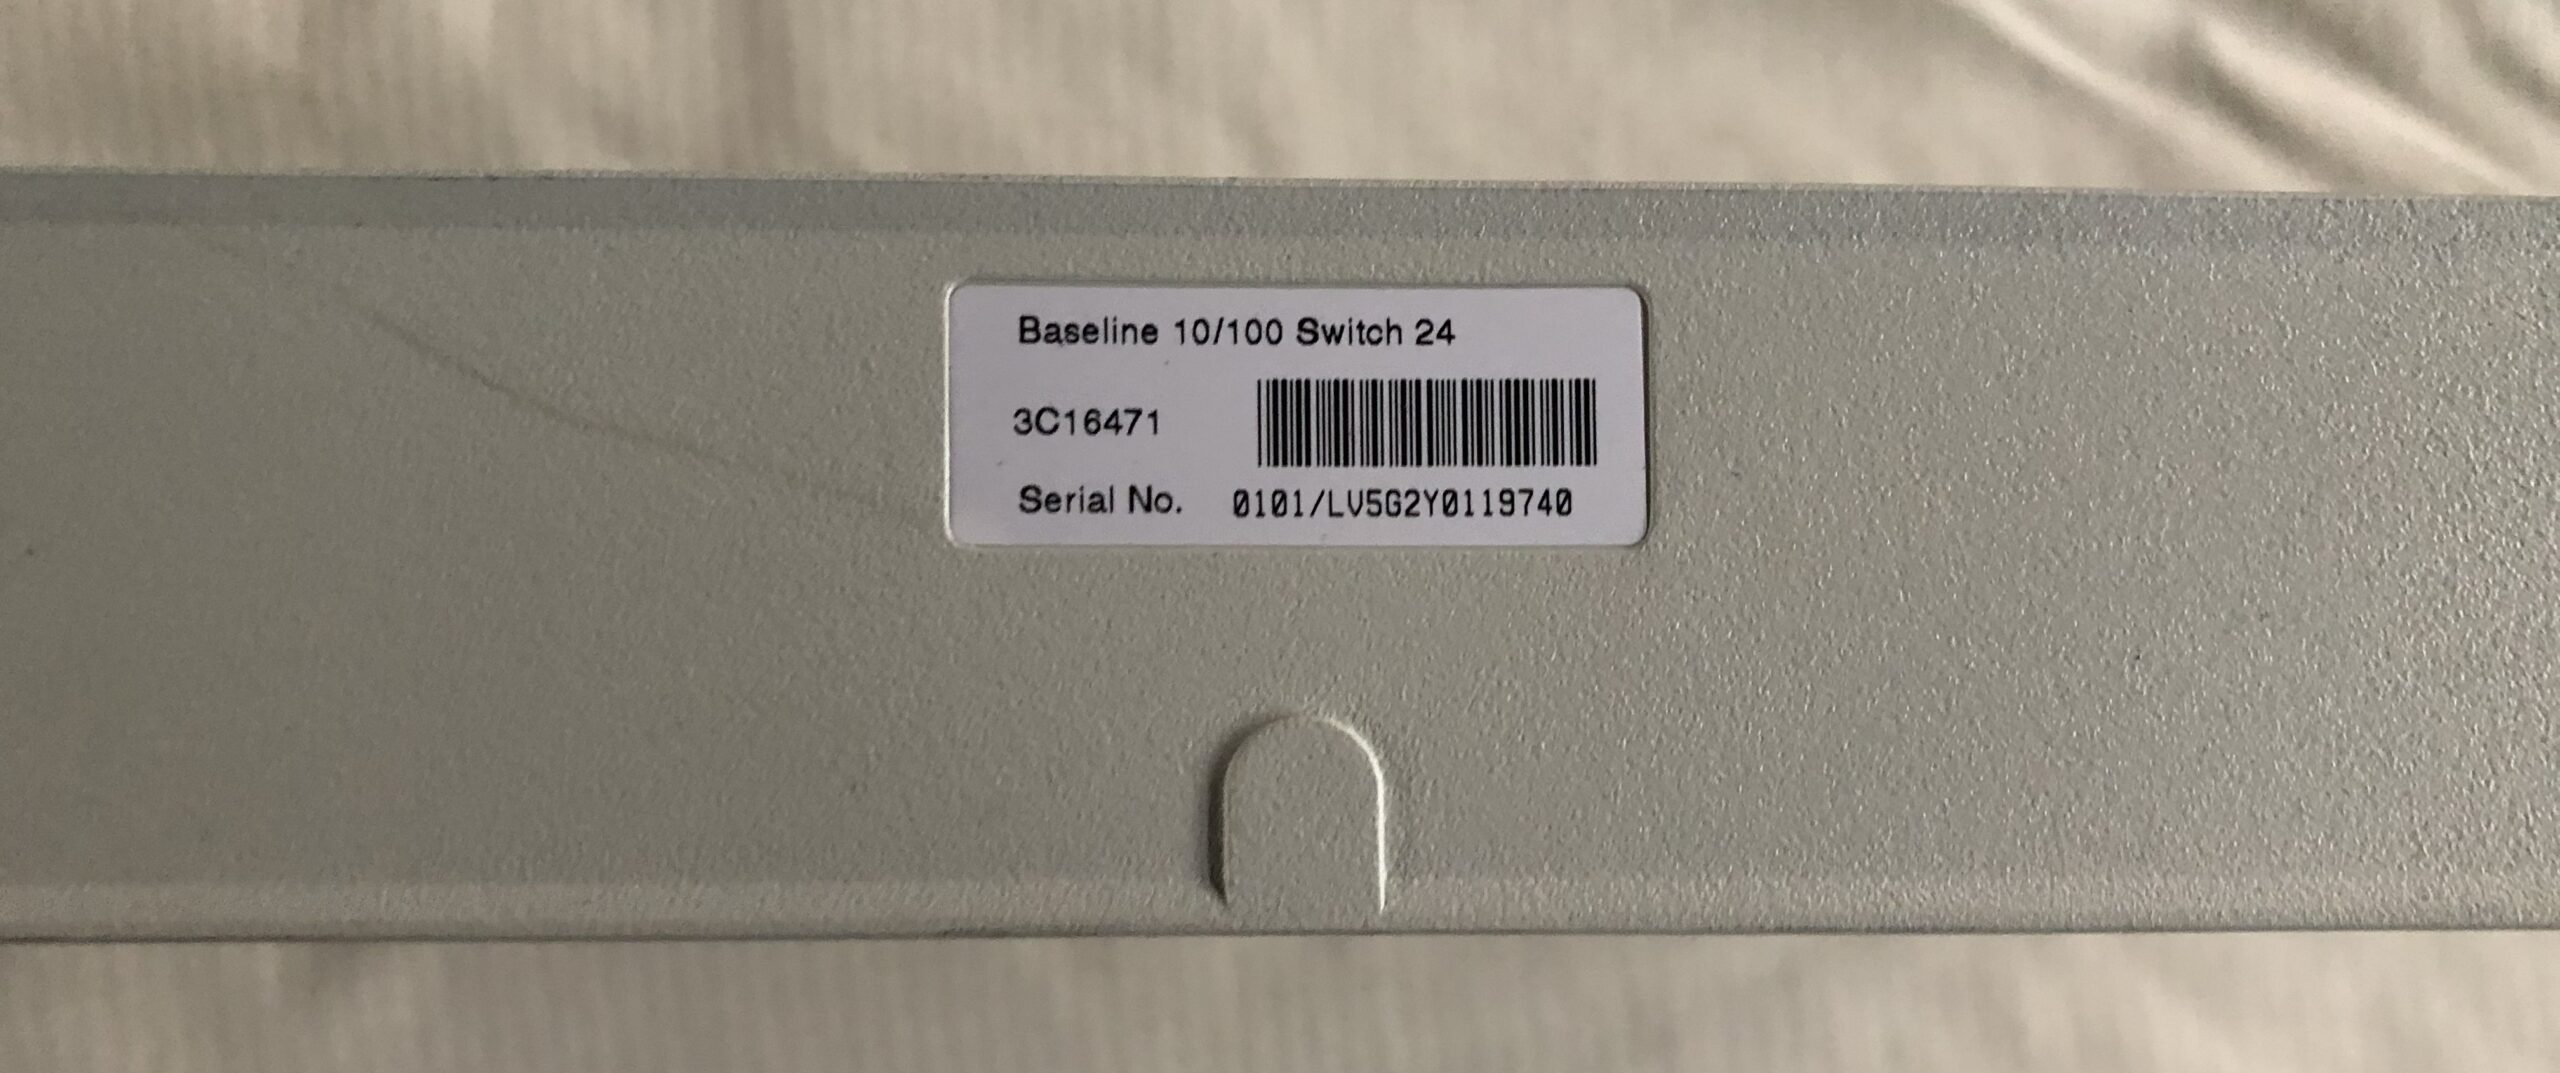 Baseline 10/100 Switch 24
3C16471
Serial No. 0101/LV5G2Y0119740